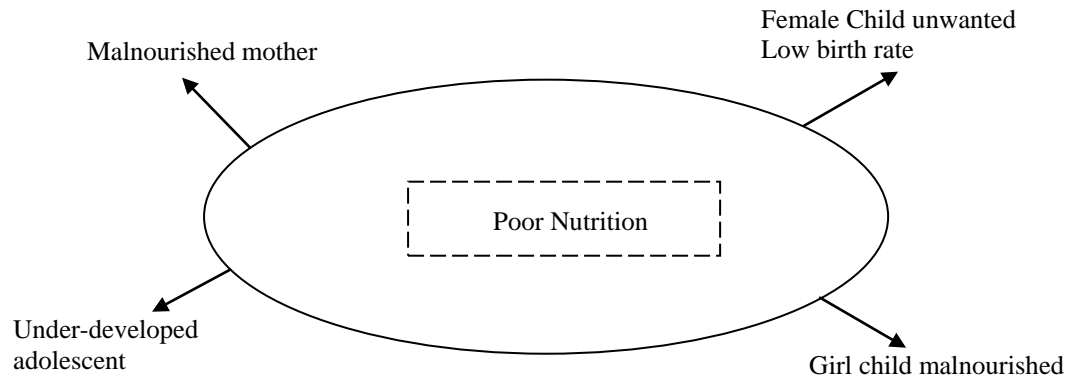 Female Child unwanted
Low birth rate
Malnourished mother
Poor Nutrition
Under-developed
adolescent
Girl child malnourished